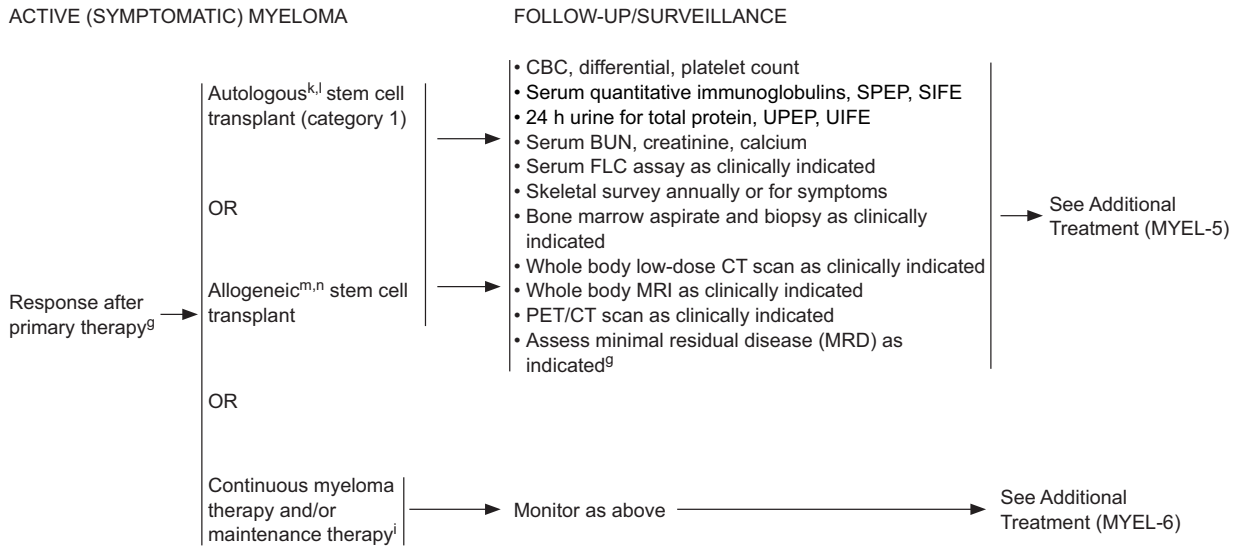 ACTIVE (SYMPTOMATIC) MYELOMA
FOLLOW-UP/SURVEILLANCE
Response after
primary therapyg
Autologousk,l stem cell
transplant (category 1)
OR
Allogeneicm,n stem cell
transplant
OR
Continuous myeloma
therapy and/or
maintenance therapyi
• CBC, differential, platelet count
• Serum quantitative immunoglobulins, SPEP, SIFE
• 24 h urine for total protein, UPEP, UIFE
• Serum BUN, creatinine, calcium
• Serum FLC assay as clinically indicated
• Skeletal survey annually or for symptoms
• Bone marrow aspirate and biopsy as clinically
indicated
• Whole body low-dose CT scan as clinically indicated
• Whole body MRI as clinically indicated
• PET/CT scan as clinically indicated
• Assess minimal residual disease (MRD) as
indicatedg
See Additional
Treatment (MYEL-5)
Monitor as above
See Additional
Treatment (MYEL-6)